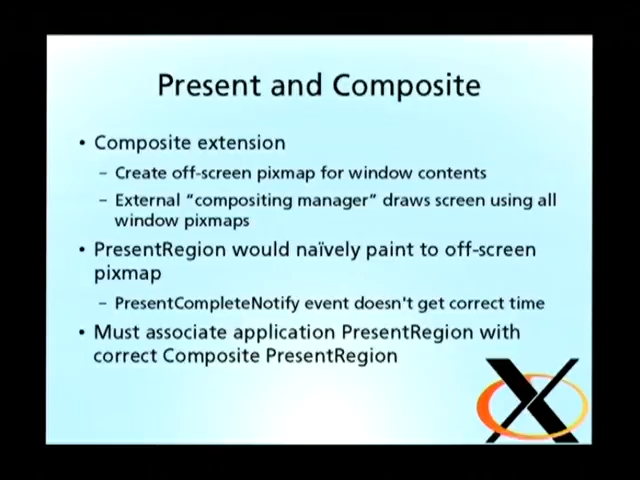 Present and Composite
• Composite extension
– Create off-screen pixmap for window contents
– External “compositing manager” draws screen using all
window pixmaps
• PresentRegion would naïvely paint to off-screen
pixmap
– PresentCompleteNotify event doesn't get correct time
• Must associate application PresentRegion with
correct Composite PresentRegion